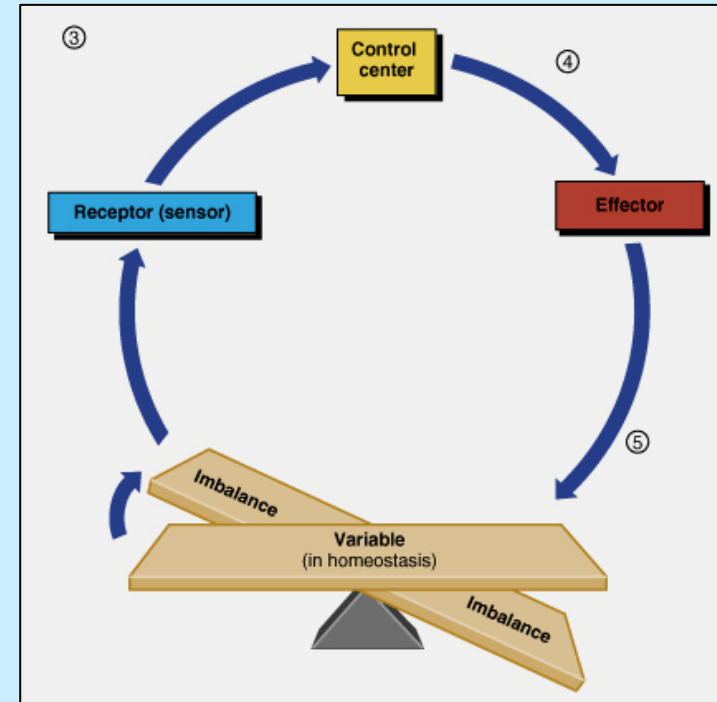 ③
Control
center
④
Receptor (sensor)
Effector
⑤
Imbalance
Variable
(in homeostasis)
Imbalance